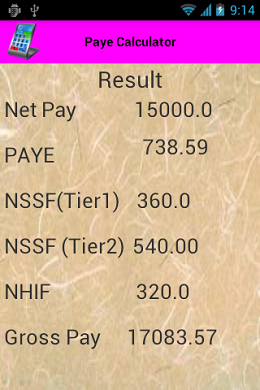 9:14
Paye Calculator
Result
Net Pay 15000.0
PAYE 738.59
NSSF(Tier1) 360.0
NSSF (Tier2) 540.00
NHIF 320.0
Gross Pay 17083.57